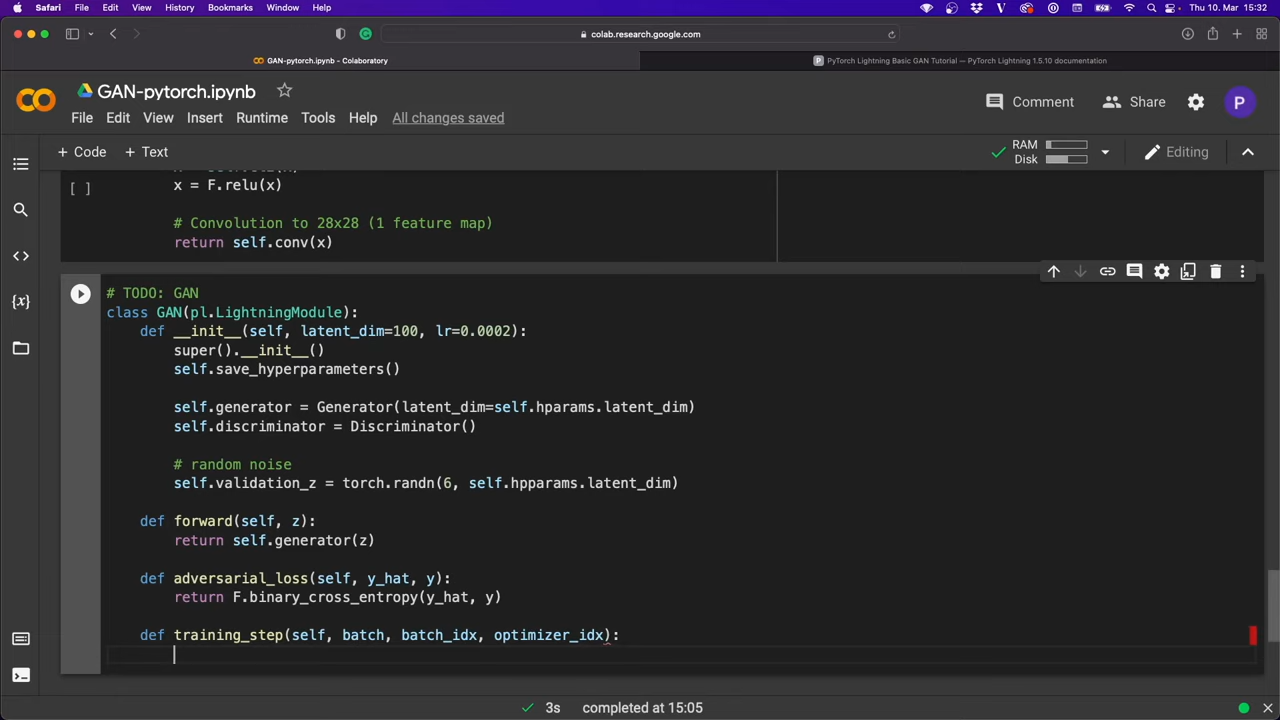 Safari File Edit View History Bookmarks Window Help Thu 10. Mar 15:32
colab.research.google.com
GAN-pytorch.ipynb - Colaboratory
PyTorch Lightning Basic GAN Tutorial — PyTorch Lightning 1.5.10 documentation
GAN-pytorch.ipynb
Comment Share P
File Edit View Insert Runtime Tools Help All changes saved
+ Code + Text RAM Disk Editing
[ ] x = F.relu(x)
# Convolution to 28x28 (1 feature map)
return self.conv(x)
# TODO: GAN
class GAN(pl.LightningModule):
def __init__(self, latent_dim=100, lr=0.0002):
super().__init__()
self.save_hyperparameters()
self.generator = Generator(latent_dim=self.hparams.latent_dim)
self.discriminator = Discriminator()
# random noise
self.validation_z = torch.randn(6, self.hpparams.latent_dim)
def forward(self, z):
return self.generator(z)
def adversarial_loss(self, y_hat, y):
return F.binary_cross_entropy(y_hat, y)
def training_step(self, batch, batch_idx, optimizer_idx):
3s completed at 15:05